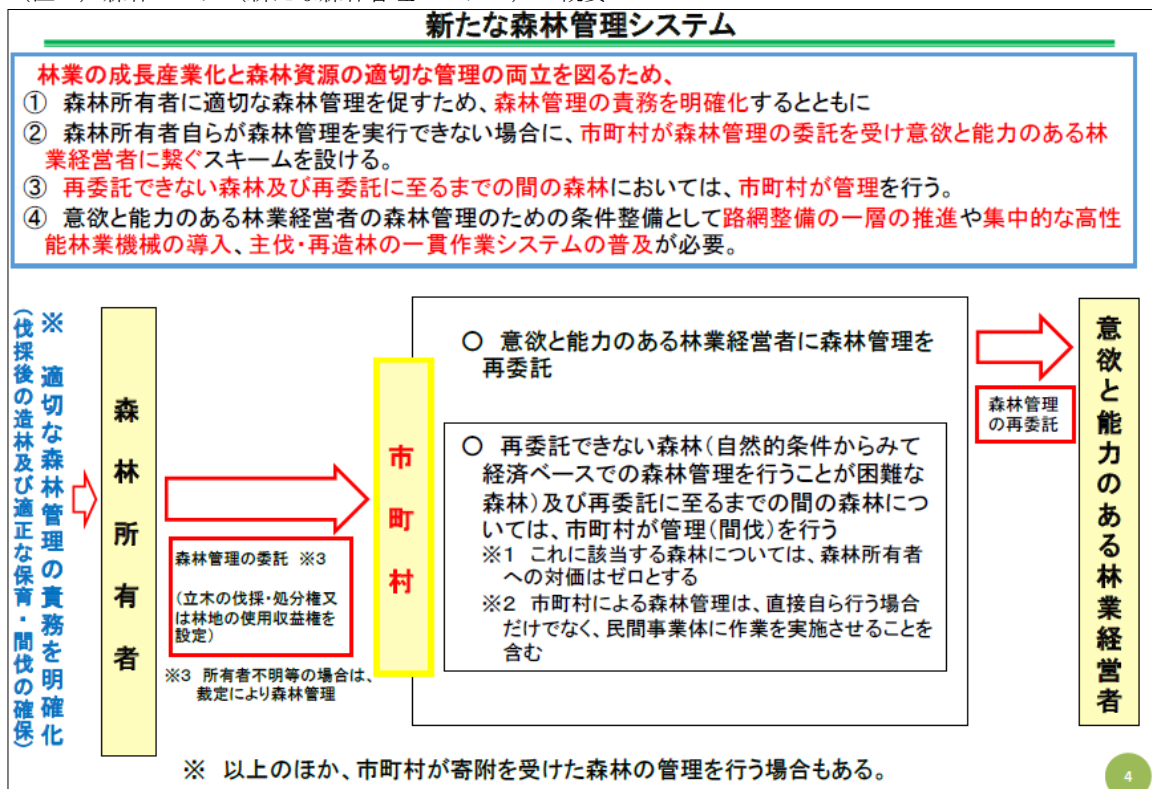 新たな森林管理システム
林業の成長産業化と森林資源の適切な管理の両立を図るため、
① 森林所有者に適切な森林管理を促すため、森林管理の責務を明確化するとともに
② 森林所有者自らが森林管理を実行できない場合に、市町村が森林管理の委託を受け意欲と能力のある林
業経営者に繋ぐスキームを設ける。
③ 再委託できない森林及び再委託に至るまでの間の森林においては、市町村が管理を行う。
④ 意欲と能力のある林業経営者の森林管理のための条件整備として路網整備の一層の推進や集中的な高性
能林業機械の導入、主伐・再造林の一貫作業システムの普及が必要。
※ 適切な森林管理の責務を明確化
(伐採後の造林及び適正な保育・間伐の確保)
森林所有者
森林管理の委託 ※3
(立木の伐採・処分権又
は林地の使用収益権を
設定)
※3 所有者不明等の場合は、
裁定により森林管理
市町村
○ 意欲と能力のある林業経営者に森林管理を
再委託
○ 再委託できない森林(自然的条件からみて
経済ベースでの森林管理を行うことが困難な
森林)及び再委託に至るまでの間の森林につ
いては、市町村が管理(間伐)を行う
※1 これに該当する森林については、森林所有者
への対価はゼロとする
※2 市町村による森林管理は、直接自ら行う場合
だけでなく、民間事業体に作業を実施させることを
含む
森林管理
の再委託
意欲と能力のある林業経営者
※ 以上のほか、市町村が寄附を受けた森林の管理を行う場合もある。
4